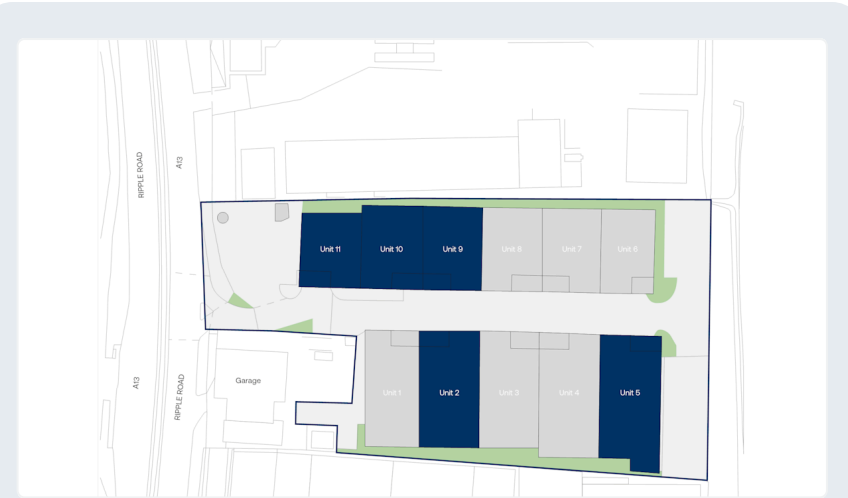 RIPPLE ROAD
A13
Unit 11
Unit 10
Unit 9
Unit 8
Unit 7
Unit 6
Garage
A13
RIPPLE ROAD
Unit 1
Unit 2
Unit 3
Unit 4
Unit 5